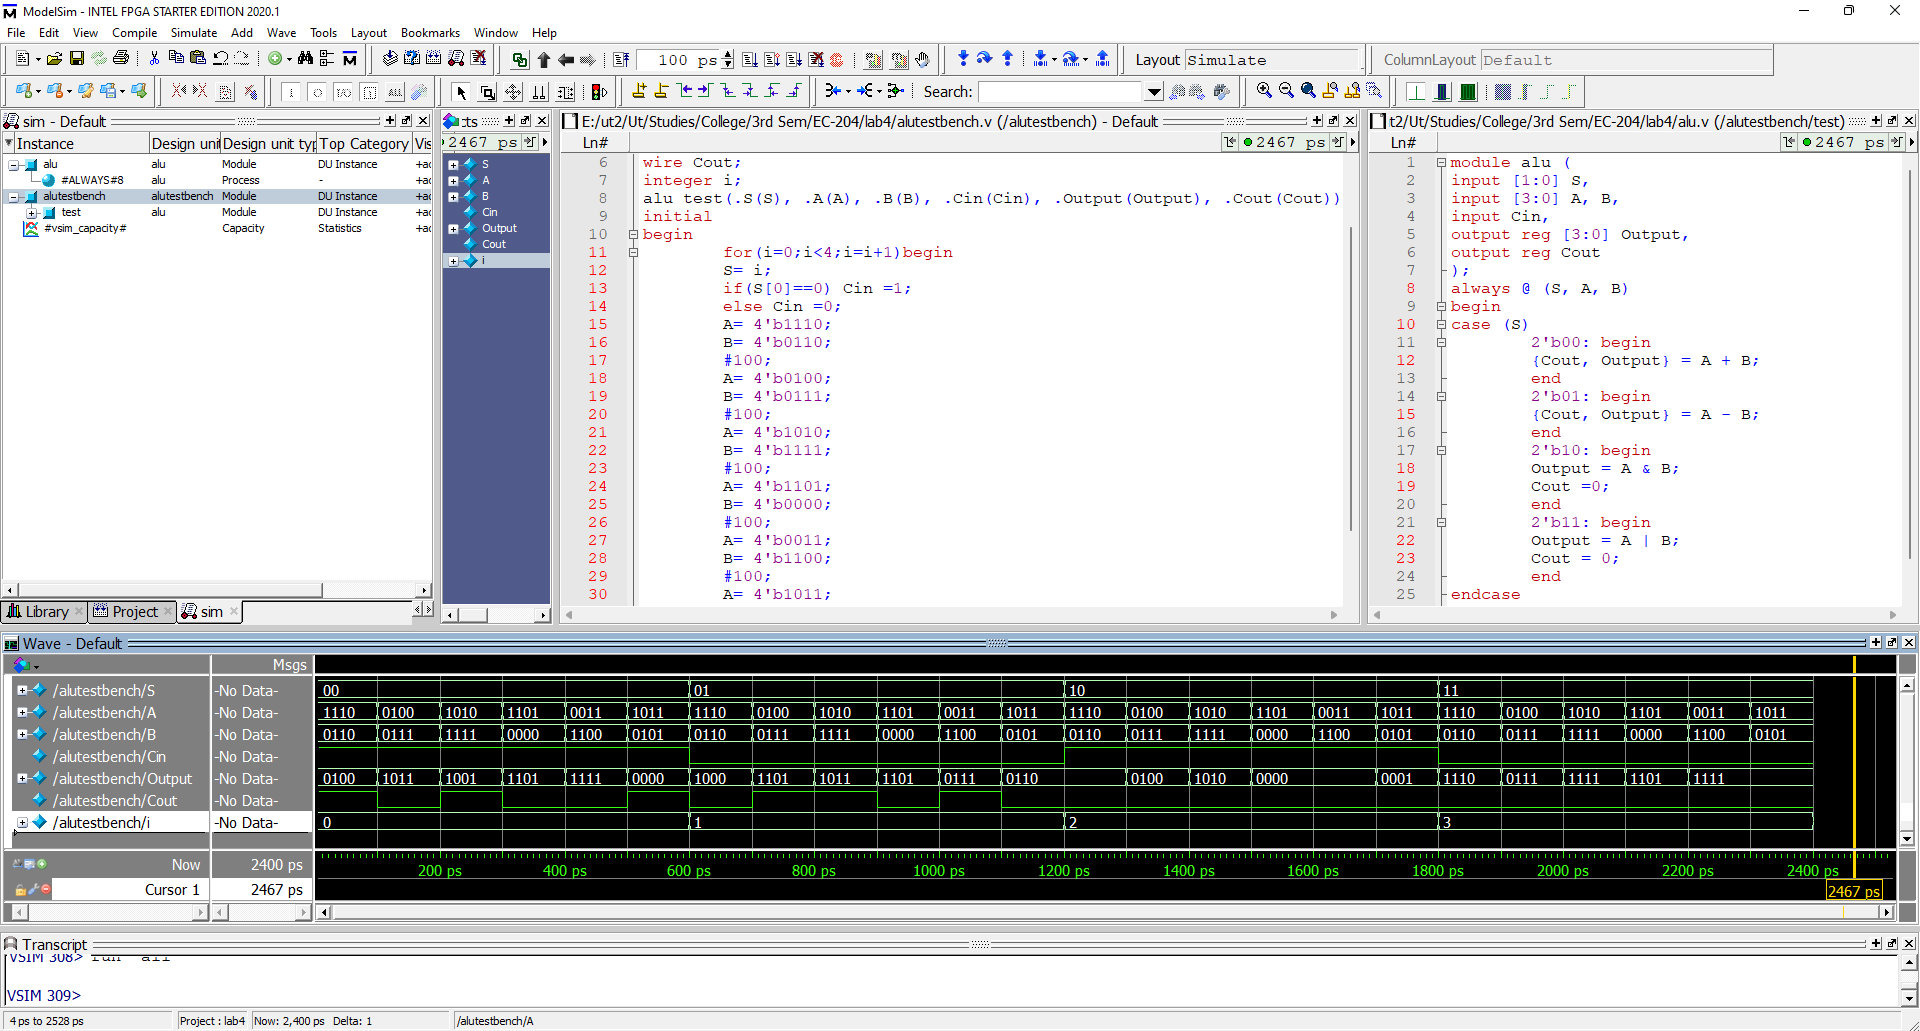 ModelSim - INTEL FPGA STARTER EDITION 2020.1
File Edit View Compile Simulate Add Wave Tools Layout Bookmarks Window Help
100 ps
Layout Simulate
ColumnLayout Default
Search:
sim - Default
Instance Design unit Design unit typ Top Category Vis
alu alu Module DU Instance +ac
#ALWAYS#8 alu Process - +ac
alutestbench alutestbench Module DU Instance +ac
test alu Module DU Instance +ac
#vsim_capacity# Capacity Statistics +ac
Library Project sim
:ts
2467 ps
S
A
B
Cin
Output
Cout
i
E:/ut2/Ut/Studies/College/3rd Sem/EC-204/lab4/alutestbench.v (/alutestbench) - Default
Ln# 2467 ps
6 wire Cout;
7 integer i;
8 alu test(.S(S), .A(A), .B(B), .Cin(Cin), .Output(Output), .Cout(Cout))
9 initial
10 begin
11 for(i=0;i<4;i=i+1)begin
12 S= i;
13 if(S[0]==0) Cin =1;
14 else Cin =0;
15 A= 4'b1110;
16 B= 4'b0110;
17 #100;
18 A= 4'b0100;
19 B= 4'b0111;
20 #100;
21 A= 4'b1010;
22 B= 4'b1111;
23 #100;
24 A= 4'b1101;
25 B= 4'b0000;
26 #100;
27 A= 4'b0011;
28 B= 4'b1100;
29 #100;
30 A= 4'b1011;
t2/Ut/Studies/College/3rd Sem/EC-204/lab4/alu.v (/alutestbench/test)
Ln# 2467 ps
1 module alu (
2 input [1:0] S,
3 input [3:0] A, B,
4 input Cin,
5 output reg [3:0] Output,
6 output reg Cout
7 );
8 always @ (S, A, B)
9 begin
10 case (S)
11 2'b00: begin
12 {Cout, Output} = A + B;
13 end
14 2'b01: begin
15 {Cout, Output} = A - B;
16 end
17 2'b10: begin
18 Output = A & B;
19 Cout =0;
20 end
21 2'b11: begin
22 Output = A | B;
23 Cout = 0;
24 end
25 endcase
Wave - Default
Msgs
/alutestbench/S -No Data- 00 01 10 11
/alutestbench/A -No Data- 1110 0100 1010 1101 0011 1011 1110 0100 1010 1101 0011 1011 1110 0100 1010 1101 0011 1011 1110 0100 1010 1101 0011 1011
/alutestbench/B -No Data- 0110 0111 1111 0000 1100 0101 0110 0111 1111 0000 1100 0101 0110 0111 1111 0000 1100 0101 0110 0111 1111 0000 1100 0101
/alutestbench/Cin -No Data-
/alutestbench/Output -No Data- 0100 1011 1001 1101 1111 0000 1000 1101 1011 1101 0111 0110 0100 1010 0000 0001 1110 0111 1111 1101 1111
/alutestbench/Cout -No Data-
/alutestbench/i -No Data- 0 1 2 3
Now 2400 ps 200 ps 400 ps 600 ps 800 ps 1000 ps 1200 ps 1400 ps 1600 ps 1800 ps 2000 ps 2200 ps 2400 ps
Cursor 1 2467 ps 2467 ps
Transcript
VSIM 308> run -all
VSIM 309>
4 ps to 2528 ps Project : lab4 Now: 2,400 ps Delta: 1 /alutestbench/A